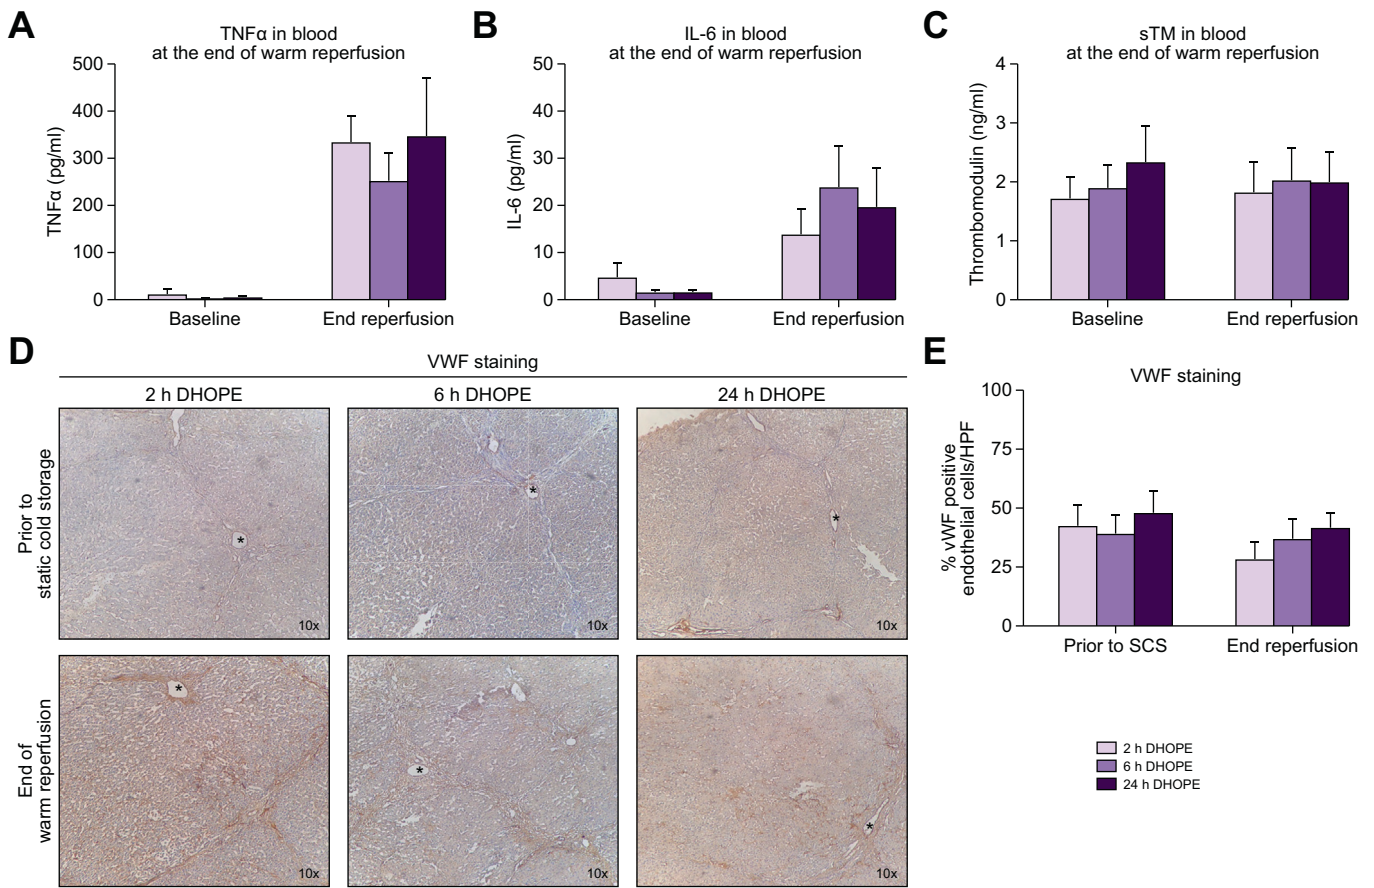 A
TNFα in blood
at the end of warm reperfusion
TNFα (pg/ml)
500
400
300
200
100
0
Baseline
End reperfusion
B
IL-6 in blood
at the end of warm reperfusion
IL-6 (pg/ml)
50
40
30
20
10
0
Baseline
End reperfusion
C
sTM in blood
at the end of warm reperfusion
Thrombomodulin (ng/ml)
4
3
2
1
0
Baseline
End reperfusion
D
VWF staining
2 h DHOPE
6 h DHOPE
24 h DHOPE
Prior to
static cold storage
*
10x
*
10x
*
10x
End of
warm reperfusion
*
10x
*
10x
*
10x
E
VWF staining
% vWF positive
endothelial cells/HPF
100
75
50
25
0
Prior to SCS
End reperfusion
2 h DHOPE
6 h DHOPE
24 h DHOPE